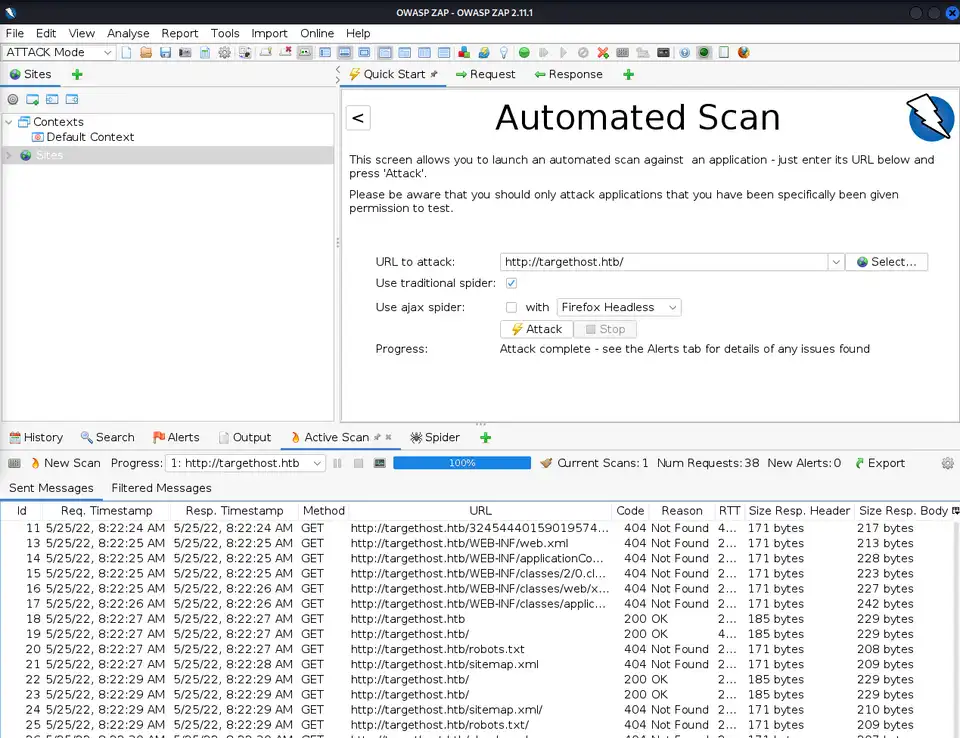 OWASP ZAP - OWASP ZAP 2.11.1
File Edit View Analyse Report Tools Import Online Help
ATTACK Mode
Sites
Quick Start Request Response
Contexts
Default Context
Sites
<
Automated Scan
This screen allows you to launch an automated scan against an application - just enter its URL below and
press 'Attack'.
Please be aware that you should only attack applications that you have been specifically been given
permission to test.
URL to attack: http://targethost.htb/ Select...
Use traditional spider:
Use ajax spider: with Firefox Headless
Attack Stop
Progress: Attack complete - see the Alerts tab for details of any issues found
History Search Alerts Output Active Scan Spider
New Scan Progress: 1: http://targethost.htb 100% Current Scans: 1 Num Requests: 38 New Alerts: 0 Export
Sent Messages Filtered Messages
Id Req. Timestamp Resp. Timestamp Method URL Code Reason RTT Size Resp. Header Size Resp. Body
11 5/25/22, 8:22:24 AM 5/25/22, 8:22:24 AM GET http://targethost.htb/32454440159019574... 404 Not Found 4... 171 bytes 217 bytes
13 5/25/22, 8:22:25 AM 5/25/22, 8:22:25 AM GET http://targethost.htb/WEB-INF/web.xml 404 Not Found 2... 171 bytes 213 bytes
14 5/25/22, 8:22:25 AM 5/25/22, 8:22:25 AM GET http://targethost.htb/WEB-INF/applicationCo... 404 Not Found 2... 171 bytes 228 bytes
15 5/25/22, 8:22:25 AM 5/25/22, 8:22:26 AM GET http://targethost.htb/WEB-INF/classes/2/0.cl... 404 Not Found 2... 171 bytes 223 bytes
16 5/25/22, 8:22:26 AM 5/25/22, 8:22:26 AM GET http://targethost.htb/WEB-INF/classes/web/x... 404 Not Found 2... 171 bytes 227 bytes
17 5/25/22, 8:22:26 AM 5/25/22, 8:22:26 AM GET http://targethost.htb/WEB-INF/classes/applic... 404 Not Found 2... 171 bytes 242 bytes
18 5/25/22, 8:22:27 AM 5/25/22, 8:22:27 AM GET http://targethost.htb 200 OK 2... 185 bytes 229 bytes
19 5/25/22, 8:22:27 AM 5/25/22, 8:22:27 AM GET http://targethost.htb/ 200 OK 4... 185 bytes 229 bytes
20 5/25/22, 8:22:27 AM 5/25/22, 8:22:27 AM GET http://targethost.htb/robots.txt 404 Not Found 2... 171 bytes 208 bytes
21 5/25/22, 8:22:27 AM 5/25/22, 8:22:28 AM GET http://targethost.htb/sitemap.xml 404 Not Found 2... 171 bytes 209 bytes
22 5/25/22, 8:22:29 AM 5/25/22, 8:22:29 AM GET http://targethost.htb/ 200 OK 2... 185 bytes 229 bytes
23 5/25/22, 8:22:29 AM 5/25/22, 8:22:29 AM GET http://targethost.htb/ 200 OK 2... 185 bytes 229 bytes
24 5/25/22, 8:22:29 AM 5/25/22, 8:22:29 AM GET http://targethost.htb/sitemap.xml/ 404 Not Found 2... 171 bytes 210 bytes
25 5/25/22, 8:22:29 AM 5/25/22, 8:22:29 AM GET http://targethost.htb/robots.txt/ 404 Not Found 2... 171 bytes 209 bytes